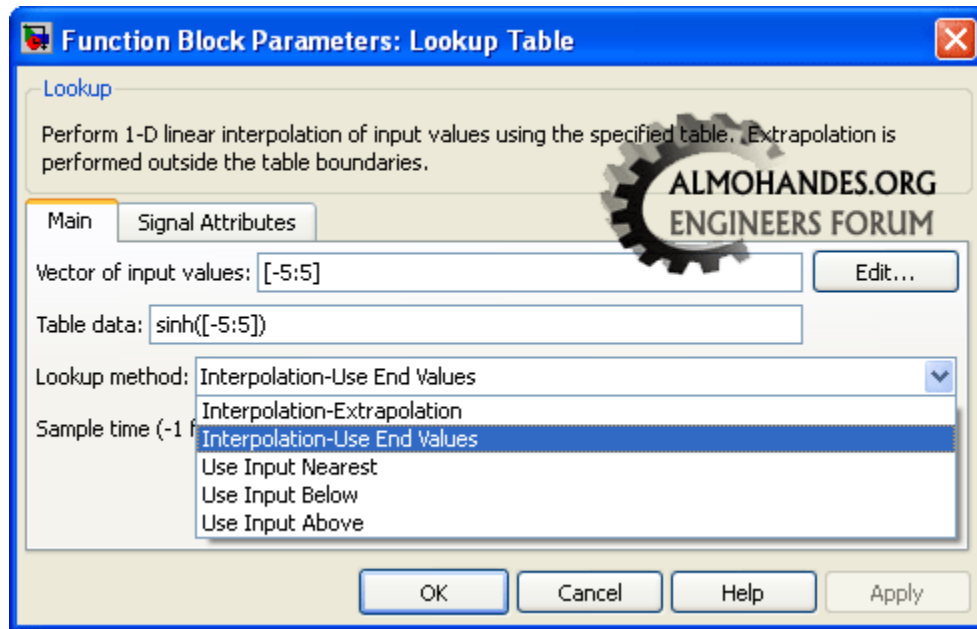 Function Block Parameters: Lookup Table
Lookup
Perform 1-D linear interpolation of input values using the specified table. Extrapolation is
performed outside the table boundaries.
ALMOHANDES.ORG
ENGINEERS FORUM
Main
Signal Attributes
Vector of input values: [-5:5]
Edit...
Table data: sinh([-5:5])
Lookup method: Interpolation-Use End Values
Interpolation-Extrapolation
Sample time (-1 f
Interpolation-Use End Values
Use Input Nearest
Use Input Below
Use Input Above
OK
Cancel
Help
Apply